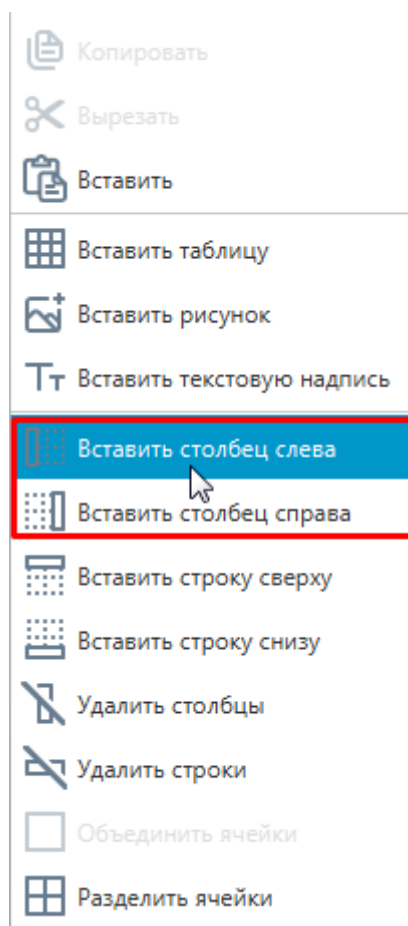 Копировать
Вырезать
Вставить
Вставить таблицу
Вставить рисунок
Вставить текстовую надпись
Вставить столбец слева
Вставить столбец справа
Вставить строку сверху
Вставить строку снизу
Удалить столбцы
Удалить строки
Объединить ячейки
Разделить ячейки